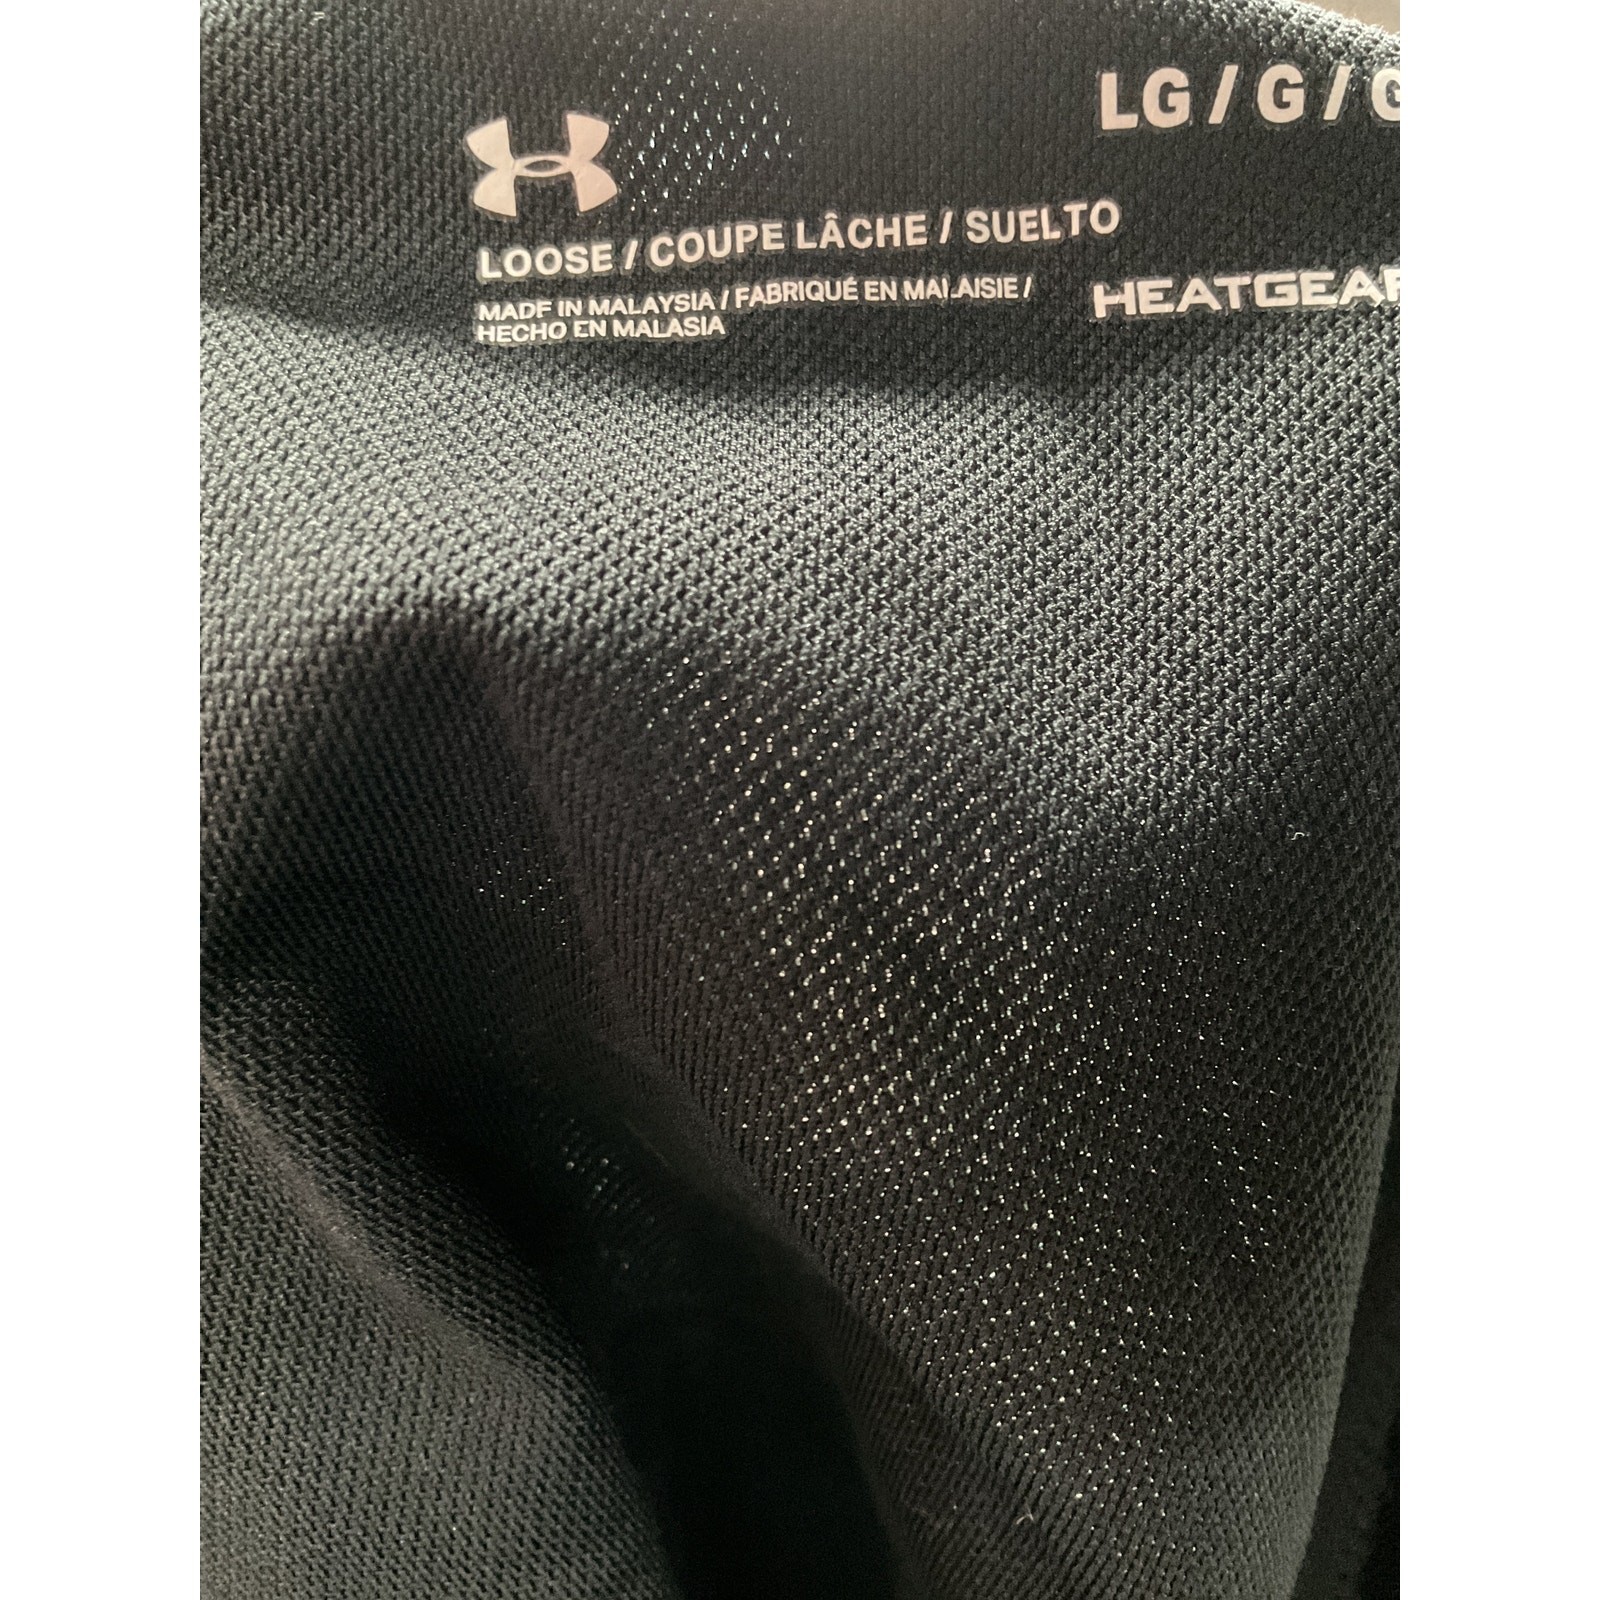 LG / G / G
LOOSE / COUPE LÂCHE / SUELTO
MADE IN MALAYSIA / FABRIQUÉ EN MALAISIE /
HECHO EN MALASIA
HEATGEAR